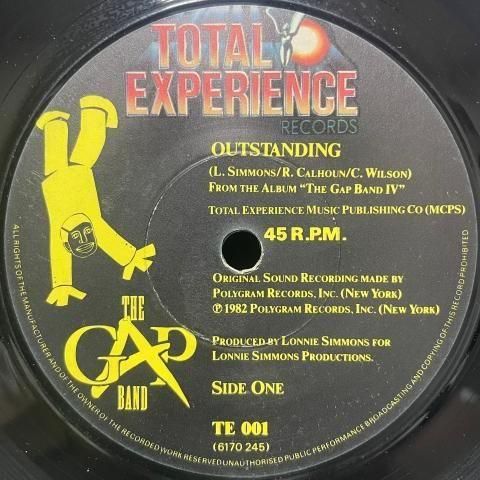 TOTAL
EXPERIENCE
RECORDS
OUTSTANDING
(L. SIMMONS/R. CALHOUN/C. WILSON)
FROM THE ALBUM "THE GAP BAND IV"
TOTAL EXPERIENCE MUSIC PUBLISHING CO (MCPS)
45 R.P.M.
ORIGINAL SOUND RECORDING MADE BY
POLYGRAM RECORDS, INC. (NEW YORK)
℗ 1982 POLYGRAM RECORDS, INC. (NEW YORK)
PRODUCED BY LONNIE SIMMONS FOR
LONNIE SIMMONS PRODUCTIONS.
SIDE ONE
TE 001
(6170 245)
THE
GAP
BAND
ALL RIGHTS OF THE MANUFACTURER AND OF THE OWNER OF THE RECORDED WORK RESERVED UNAUTHORISED PUBLIC PERFORMANCE BROADCASTING AND COPYING OF THIS RECORD PROHIBITED